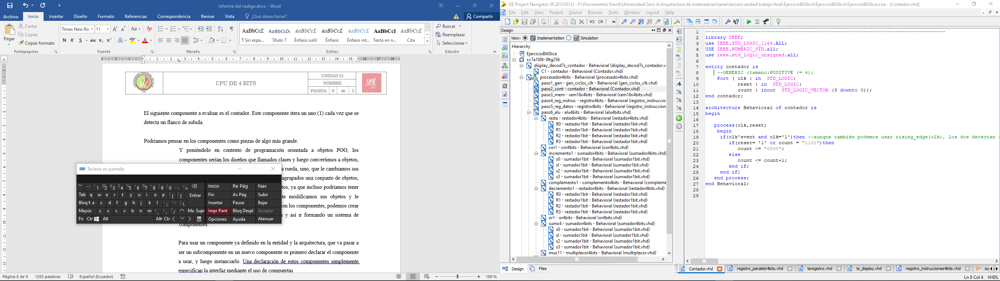 Informe del codigo.docx - Word
Archivo Inicio Insertar Diseño Formato Referencias Correspondencia Revisar Vista ¿Qué desea hacer? Compartir
Pegar
Cortar
Copiar
Copiar formato
Portapapeles
Times New Ro 11
N K S abc x₂ x²
Fuente
Párrafo
AaBbCcI AaBbCcDc AaBbCcI AaBbCcI AaBbCcI AaBbCcI AaBbCcI
¶ Sin espa... Título 7 Énfasis sutil Énfasis Énfasis int... Texto en n... Cita
Estilos
Buscar
Reemplazar
Seleccionar
Edición
UNIVERSIDAD NACIONAL DE LOJA
CPU DE 4 BITS
UNIDAD 01
NOMBRE
PAGINA 6 de 3
unl
El siguiente componente a evaluar es el contador. Este componente itera un uno (1) cada vez que se
detecta un flanco de subida.
Podríamos pensar en los componentes como piezas de algo más grande.
Y poniéndolo en contexto de programación orientada a objetos POO, los
componentes serían los diseños que llamados clases y luego convertimos a objetos,
a rueda, sino, que le cambiamos sus
agrupados una conjunto de objetos,
tos, ya que incluso podríamos tener
te modificamos sus objetos y le
con los componentes, podemos crear
s y así ir formando un sistema de
componentes.
Para usar un componente ya definido en la entidad y la arquitectura, que va pasar a
ser un subcomponente en un nuevo componente es primero declarar el componente
a usar, y luego instanciarlo. Una declaración de estos componentes simplemente
especifican la interfaz mediante el uso de compuertas
Teclado en pantalla
Inicio Re Pág Nav
Tab q w e r t y u i o p [ ] Entrar Fin Av Pág Subir
Bloq M a s d f g h j k l ; ' \ Insertar Pausa Bajar
Mayús z x c v b n m , . / Ma Supr Impr Pant Bloq Despl Acoplar
Fn Ctr Alt Alt Ctr Opciones Ayuda Atenuar
Página 6 de 9 1293 palabras Español (Ecuador) 100 %
ISE Project Navigator (P.20131013) - F:\Documentos David\Universidad\3ero A\Arquitectura de ordenadores\tarea\tercera unidad\trabajo final\EjercicioBitSlice\EjercicioBitSlice\EjercicioBitSlice.xise - [Contador.vhd]
File Edit View Project Source Process Tools Window Layout Help
Design
View: Implementation Simulation
Hierarchy
EjercicioBitSlice
xc7a100t-3ftg256
display_decod7s_contador - Behavioral (display_decod7s_contador.v
C1 - contador - Behavioral (Contador.vhd)
procesador4bits - Behavioral (procesador4bits.vhd)
paso1_gen - gen_ciclos_clk - Behavioral (gen_ciclos_clk.vhd)
paso2_cont - contador - Behavioral (Contador.vhd)
paso3_mem - ram16x4bits - Behavioral (ram16x4bits.vhd)
paso4_reg_instruc - registro4bits - Behavioral (registro_instruccio
paso5_reg_datos - registro4bits - Behavioral (registro_instruccion
paso6_alu - alu4bits - Behavioral (alu4bits.vhd)
resta - restador4bits - Behavioral (restador4bits.vhd)
R0 - restador1bit - Behavioral (restador1bit.vhd)
R1 - restador1bit - Behavioral (restador1bit.vhd)
R2 - restador1bit - Behavioral (restador1bit.vhd)
R3 - restador1bit - Behavioral (restador1bit.vhd)
xor1 - xor4bits - Behavioral (xor4bits.vhd)
incremento1 - sumador4bits - Behavioral (sumador4bits.vhd)
s0 - sumador1bit - Behavioral (sumador1bit.vhd)
sl - sumador1bit - Behavioral (sumador1bit.vhd)
s2 - sumador1bit - Behavioral (sumador1bit.vhd)
s3 - sumador1bit - Behavioral (sumador1bit.vhd)
complemento1 - complemento4bits - Behavioral (compleme
decremento1 - restador4bits - Behavioral (restador4bits.vhd)
R0 - restador1bit - Behavioral (restador1bit.vhd)
R1 - restador1bit - Behavioral (restador1bit.vhd)
R2 - restador1bit - Behavioral (restador1bit.vhd)
R3 - restador1bit - Behavioral (restador1bit.vhd)
or1 - or4bits - Behavioral (or4bits.vhd)
sumx4 - sumador4bits - Behavioral (sumador4bits.vhd)
s0 - sumador1bit - Behavioral (sumador1bit.vhd)
sl - sumador1bit - Behavioral (sumador1bit.vhd)
s2 - sumador1bit - Behavioral (sumador1bit.vhd)
s3 - sumador1bit - Behavioral (sumador1bit.vhd)
mux11 - multiplexor4bits - Behavioral (multiplexor.vhd)
Design Files
1 ----------------------------------------------------------------------------------
2 library IEEE;
3 use IEEE.STD_LOGIC_1164.ALL;
4 USE IEEE.NUMERIC_STD.all;
5 use ieee.std_logic_unsigned.all;
6
7 entity contador is
8 --GENERIC (tamano:POSITIVE := 4);
9 Port ( clk : in STD_LOGIC;
10 reset : in STD_LOGIC;
11 count : inout STD_LOGIC_VECTOR (3 downto 0));
12 end contador;
13
14 architecture Behavioral of contador is
15 begin
16
17 process(clk,reset)
18 begin
19 if(clk'event and clk='1')then --aunque también podemos usar rising_edge(clk), los dos detectan
20 if(reset= '1' or count = "1101")then
21 count <= "0000";
22 else
23 count <= count+1;
24 end if;
25 end if;
26 end process;
27 end Behavioral;
28
29
Contador.vhd registro_paralelo4bits.vhd tsregistro.vhd ts_display.vhd registro_instrucciones4bits.vhd su
Ln 8 Col 4 VHDL